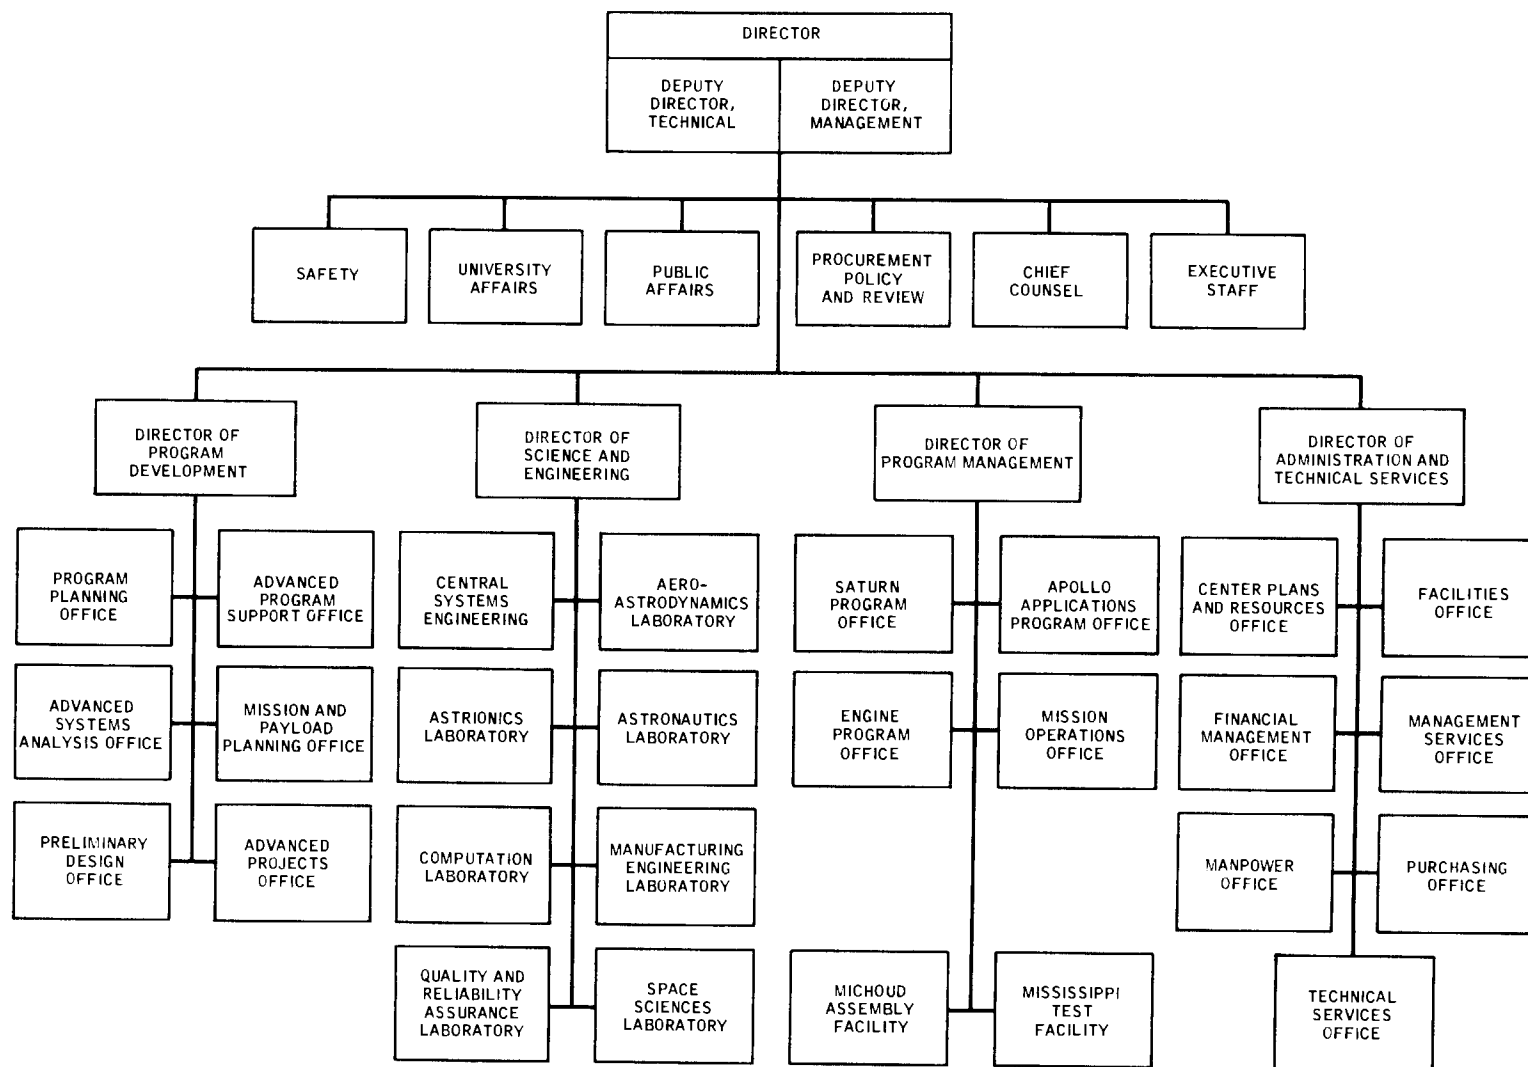 DIRECTOR
DEPUTY
DIRECTOR,
TECHNICAL
DEPUTY
DIRECTOR,
MANAGEMENT
SAFETY
UNIVERSITY
AFFAIRS
PUBLIC
AFFAIRS
PROCUREMENT
POLICY
AND REVIEW
CHIEF
COUNSEL
EXECUTIVE
STAFF
DIRECTOR OF
PROGRAM
DEVELOPMENT
DIRECTOR OF
SCIENCE AND
ENGINEERING
DIRECTOR OF
PROGRAM MANAGEMENT
DIRECTOR OF
ADMINISTRATION AND
TECHNICAL SERVICES
PROGRAM
PLANNING
OFFICE
ADVANCED
PROGRAM
SUPPORT OFFICE
CENTRAL
SYSTEMS
ENGINEERING
AERO-
ASTRODYNAMICS
LABORATORY
SATURN
PROGRAM
OFFICE
APOLLO
APPLICATIONS
PROGRAM OFFICE
CENTER PLANS
AND RESOURCES
OFFICE
FACILITIES
OFFICE
ADVANCED
SYSTEMS
ANALYSIS OFFICE
MISSION AND
PAYLOAD
PLANNING OFFICE
ASTRIONICS
LABORATORY
ASTRONAUTICS
LABORATORY
ENGINE
PROGRAM
OFFICE
MISSION
OPERATIONS
OFFICE
FINANCIAL
MANAGEMENT
OFFICE
MANAGEMENT
SERVICES
OFFICE
PRELIMINARY
DESIGN
OFFICE
ADVANCED
PROJECTS
OFFICE
COMPUTATION
LABORATORY
MANUFACTURING
ENGINEERING
LABORATORY
MANPOWER
OFFICE
PURCHASING
OFFICE
QUALITY AND
RELIABILITY
ASSURANCE
LABORATORY
SPACE
SCIENCES
LABORATORY
MICHOUD
ASSEMBLY
FACILITY
MISSISSIPPI
TEST
FACILITY
TECHNICAL
SERVICES
OFFICE